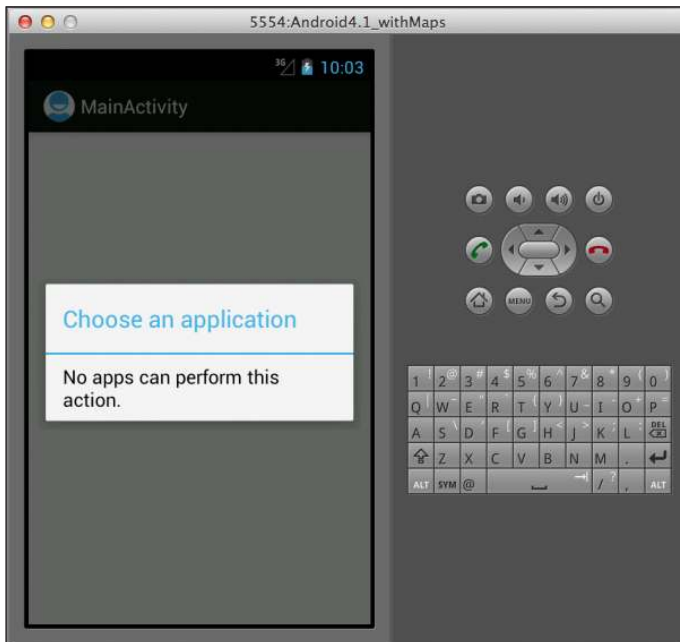 5554:Android4.1_withMaps
3G 10:03
MainActivity
Choose an application
No apps can perform this
action.
MENU
1 ! 2 @ 3 # 4 $ 5 % 6 ^ 7 & 8 * 9 ( 0 )
Q | W ~ E " R ` T { Y } U _ I - O + P =
A S \ D ' F [ G ] H < J > K ; L : DEL
Z X C V B N M .
ALT SYM @ / ? , ALT